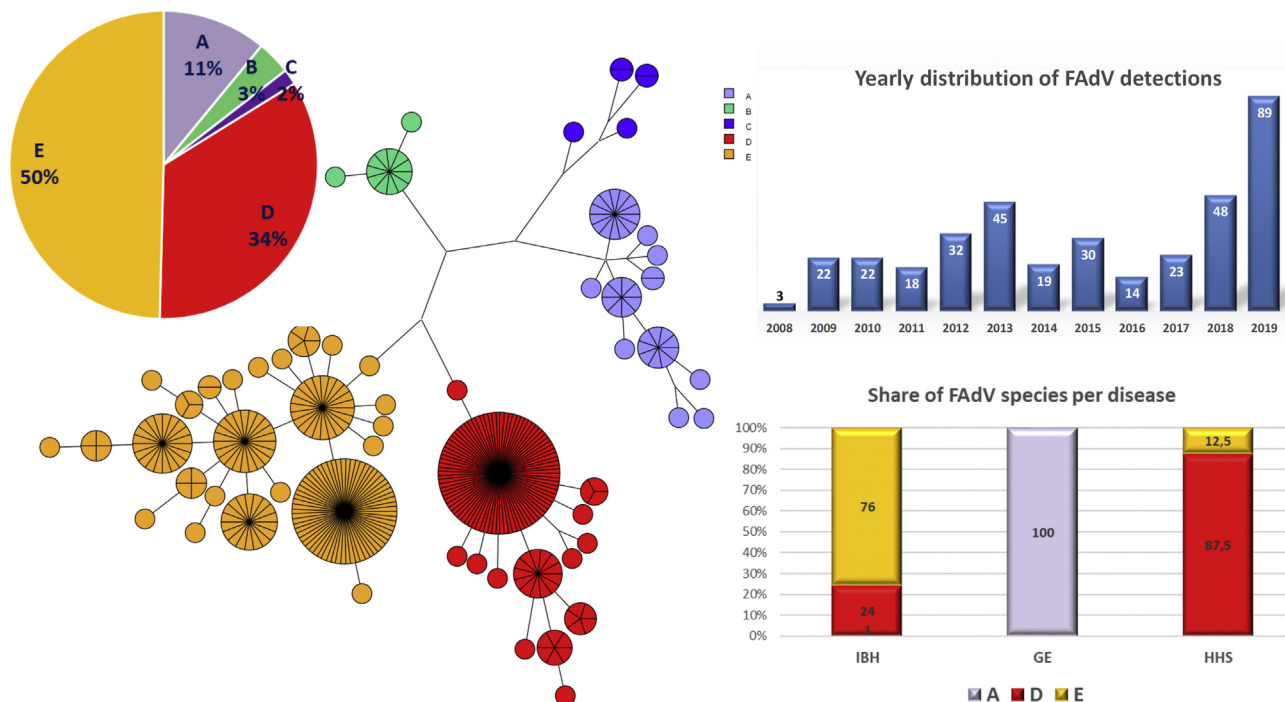 A
11%
B
3%
C
2%
E
50%
D
34%
A
B
C
D
E
Yearly distribution of FAdV detections
3
22
22
18
32
45
19
30
14
23
48
89
2008 2009 2010 2011 2012 2013 2014 2015 2016 2017 2018 2019
Share of FAdV species per disease
100%
90%
80%
70%
60%
50%
40%
30%
20%
10%
0%
76
24
1
100
12,5
87,5
IBH GE HHS
A D E